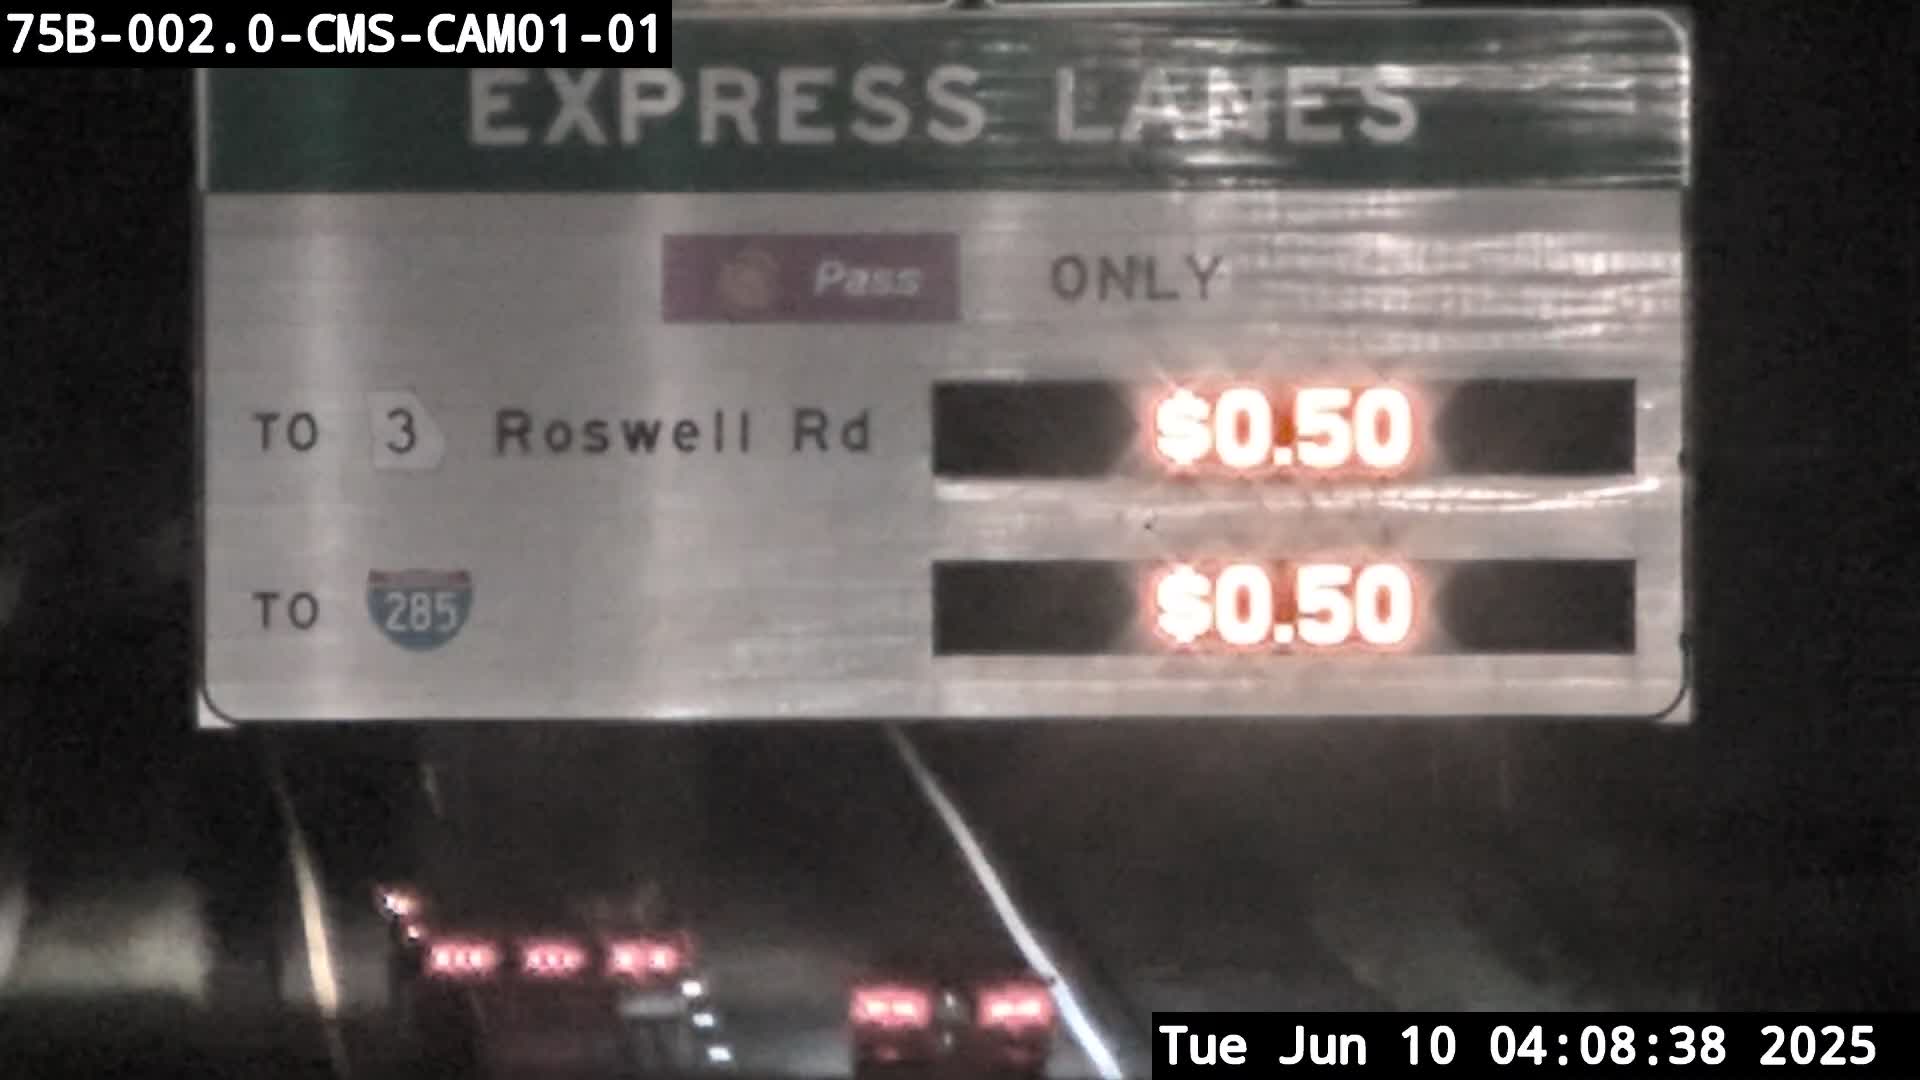 75B-002.0-CMS-CAM01-01
EXPRESS LANES
Pass ONLY
TO 3 Roswell Rd $0.50
TO 285 $0.50
Tue Jun 10 04:08:38 2025